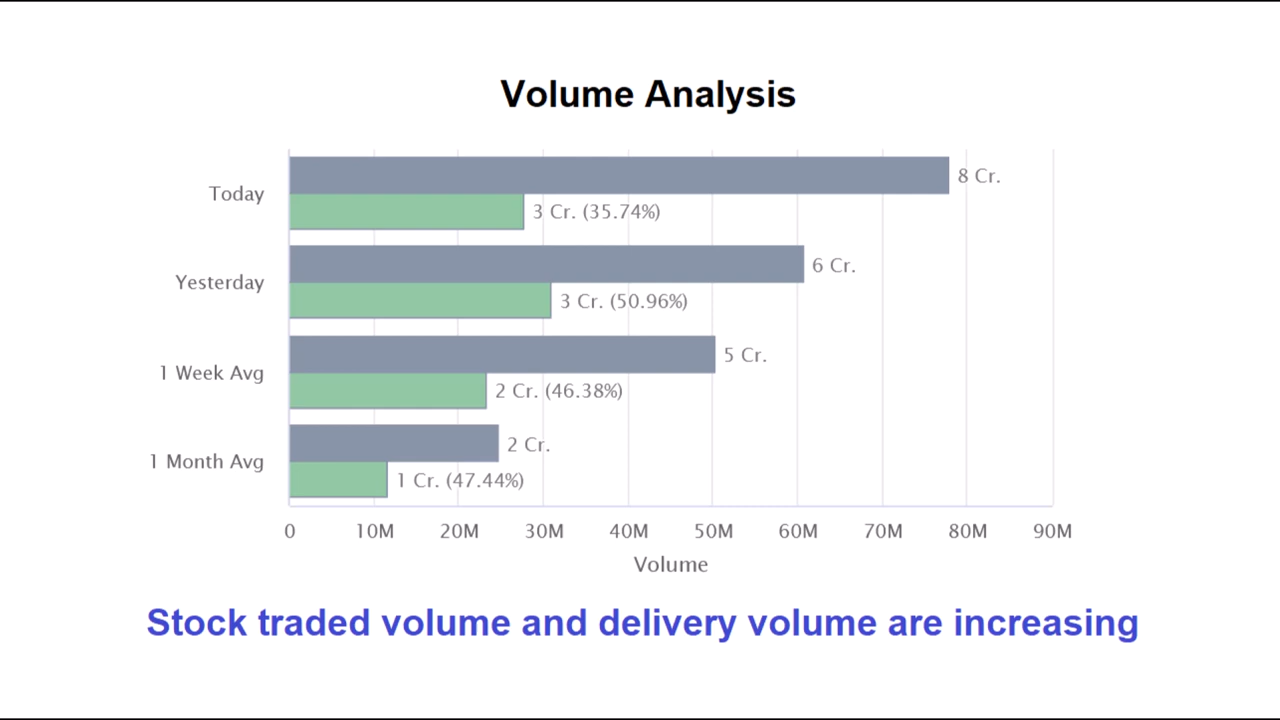 Volume Analysis
Today
8 Cr.
3 Cr. (35.74%)
Yesterday
6 Cr.
3 Cr. (50.96%)
1 Week Avg
5 Cr.
2 Cr. (46.38%)
1 Month Avg
2 Cr.
1 Cr. (47.44%)
0 10M 20M 30M 40M 50M 60M 70M 80M 90M
Volume
Stock traded volume and delivery volume are increasing